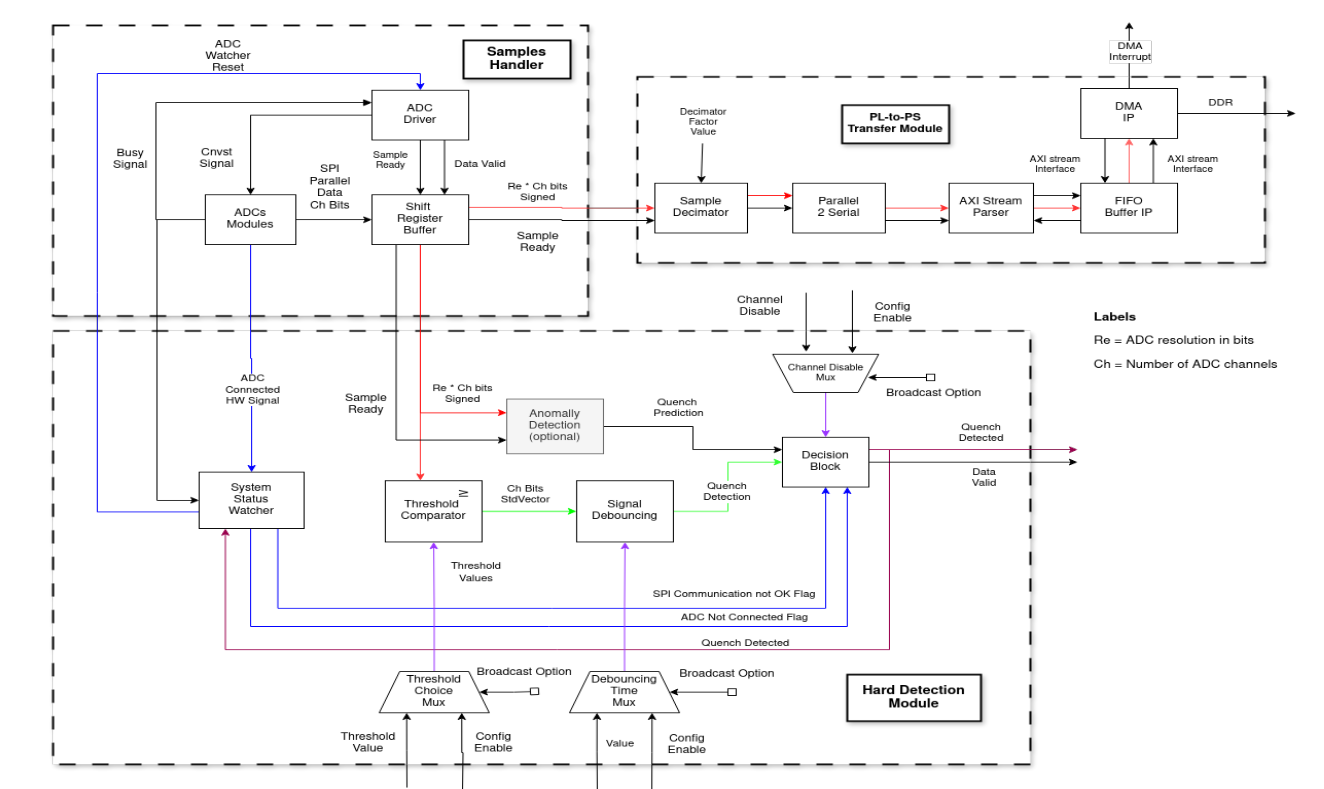 ADC
Watcher
Reset
Samples
Handler
ADC
Driver
Busy
Signal
Cnvst
Signal
SPI
Parallel
Data
Ch Bits
Sample
Ready
Data Valid
ADCs
Modules
Shift
Register
Buffer
Re * Ch bits
Signed
Sample
Ready
DMA
Interrupt
DMA
IP
DDR
PL-to-PS
Transfer Module
Decimator
Factor
Value
AXI stream
Interface
AXI stream
Interface
Sample
Decimator
Parallel
2 Serial
AXI Stream
Parser
FIFO
Buffer IP
Channel
Disable
Config
Enable
Labels
Re = ADC resolution in bits
Ch = Number of ADC channels
Channel Disable
Mux
Broadcast Option
ADC
Connected
HW Signal
Sample
Ready
Re * Ch bits
Signed
Anomally
Detection
(optional)
Quench
Prediction
Decision
Block
Quench
Detected
Data
Valid
System
Status
Watcher
≥
Threshold
Comparator
Ch Bits
StdVector
Signal
Debouncing
Quench
Detection
Threshold
Values
SPI Communication not OK Flag
ADC Not Connected Flag
Quench Detected
Threshold
Choice
Mux
Broadcast Option
Debouncing
Time
Mux
Broadcast Option
Hard Detection
Module
Threshold
Value
Config
Enable
Value
Config
Enable